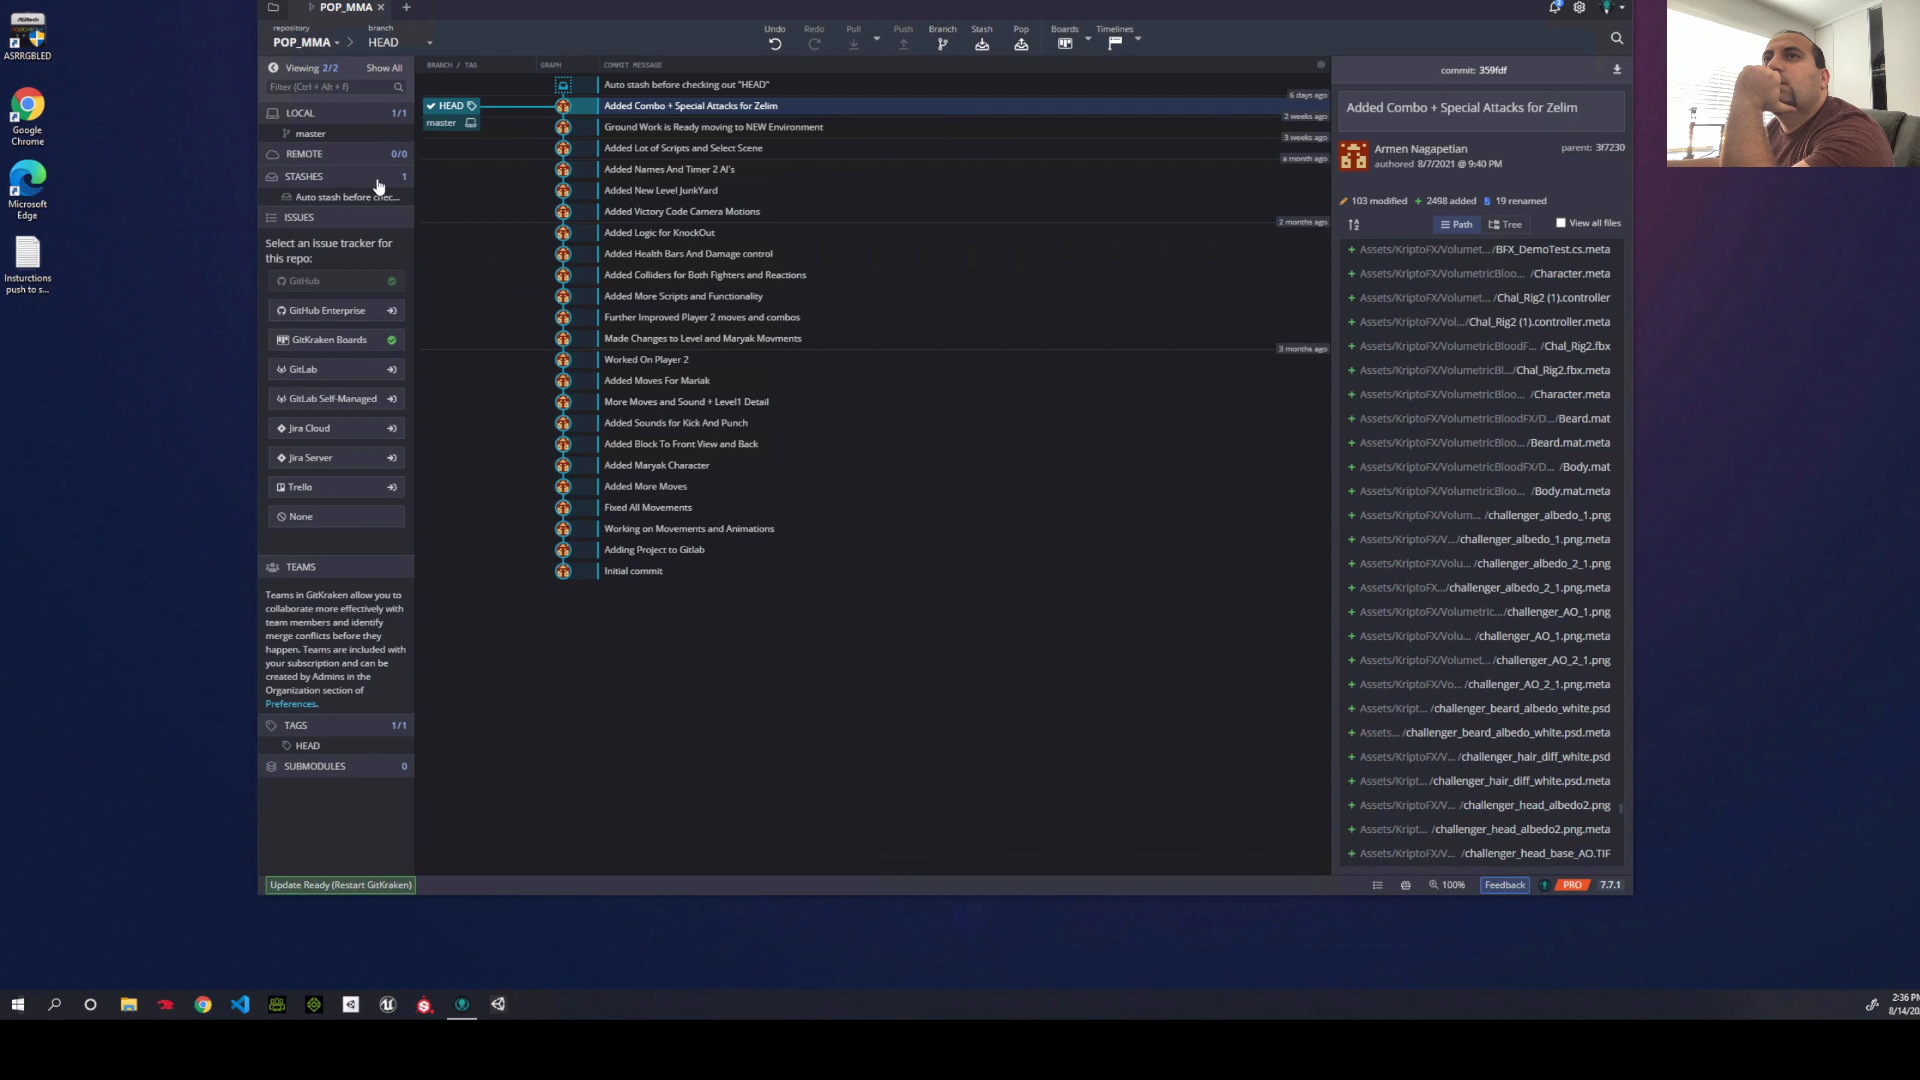 ASRRGBLED
Google
Chrome
Microsoft
Edge
Insturctions
push to s...
POP_MMA
repository
POP_MMA
branch
HEAD
Undo
Redo
Pull
Push
Branch
Stash
Pop
Boards
Timelines
Viewing 2/2
Show All
Filter (Ctrl + Alt + f)
LOCAL 1/1
master
REMOTE 0/0
STASHES 1
Auto stash before chec...
ISSUES
Select an issue tracker for
this repo:
GitHub
GitHub Enterprise
GitKraken Boards
GitLab
GitLab Self-Managed
Jira Cloud
Jira Server
Trello
None
TEAMS
Teams in GitKraken allow you to
collaborate more effectively with
team members and identify
merge conflicts before they
happen. Teams are included with
your subscription and can be
created by Admins in the
Organization section of
Preferences.
TAGS 1/1
HEAD
SUBMODULES 0
Update Ready (Restart GitKraken)
BRANCH / TAG
GRAPH
COMMIT MESSAGE
HEAD
master
Auto stash before checking out "HEAD"
6 days ago
Added Combo + Special Attacks for Zelim
2 weeks ago
Ground Work is Ready moving to NEW Environment
3 weeks ago
Added Lot of Scripts and Select Scene
a month ago
Added Names And Timer 2 AI's
Added New Level JunkYard
Added Victory Code Camera Motions
2 months ago
Added Logic for KnockOut
Added Health Bars And Damage control
Added Colliders for Both Fighters and Reactions
Added More Scripts and Functionality
Further Improved Player 2 moves and combos
Made Changes to Level and Maryak Movments
3 months ago
Worked On Player 2
Added Moves For Mariak
More Moves and Sound + Level1 Detail
Added Sounds for Kick And Punch
Added Block To Front View and Back
Added Maryak Character
Added More Moves
Fixed All Movements
Working on Movements and Animations
Adding Project to Gitlab
Initial commit
commit: 359fdf
Added Combo + Special Attacks for Zelim
Armen Nagapetian
authored 8/7/2021 @ 9:40 PM
parent: 3f7230
103 modified + 2498 added 19 renamed
Path
Tree
View all files
+ Assets/KriptoFX/Volumet... /BFX_DemoTest.cs.meta
+ Assets/KriptoFX/VolumetricBloo... /Character.meta
+ Assets/KriptoFX/Volumet... /Chal_Rig2 (1).controller
+ Assets/KriptoFX/Vol... /Chal_Rig2 (1).controller.meta
+ Assets/KriptoFX/VolumetricBloodF... /Chal_Rig2.fbx
+ Assets/KriptoFX/VolumetricBl... /Chal_Rig2.fbx.meta
+ Assets/KriptoFX/VolumetricBloo... /Character.meta
+ Assets/KriptoFX/VolumetricBloodFX/D... /Beard.mat
+ Assets/KriptoFX/VolumetricBloo... /Beard.mat.meta
+ Assets/KriptoFX/VolumetricBloodFX/D... /Body.mat
+ Assets/KriptoFX/VolumetricBloo... /Body.mat.meta
+ Assets/KriptoFX/Volum... /challenger_albedo_1.png
+ Assets/KriptoFX/V... /challenger_albedo_1.png.meta
+ Assets/KriptoFX/Volu... /challenger_albedo_2_1.png
+ Assets/KriptoFX... /challenger_albedo_2_1.png.meta
+ Assets/KriptoFX/Volumetric... /challenger_AO_1.png
+ Assets/KriptoFX/Volu... /challenger_AO_1.png.meta
+ Assets/KriptoFX/Volumet... /challenger_AO_2_1.png
+ Assets/KriptoFX/Vo... /challenger_AO_2_1.png.meta
+ Assets/Kript... /challenger_beard_albedo_white.psd
+ Assets... /challenger_beard_albedo_white.psd.meta
+ Assets/KriptoFX/V... /challenger_hair_diff_white.psd
+ Assets/Kript... /challenger_hair_diff_white.psd.meta
+ Assets/KriptoFX/V... /challenger_head_albedo2.png
+ Assets/Kript... /challenger_head_albedo2.png.meta
+ Assets/KriptoFX/V... /challenger_head_base_AO.TIF
100%
Feedback
PRO
7.7.1
2:36 PM
8/14/20